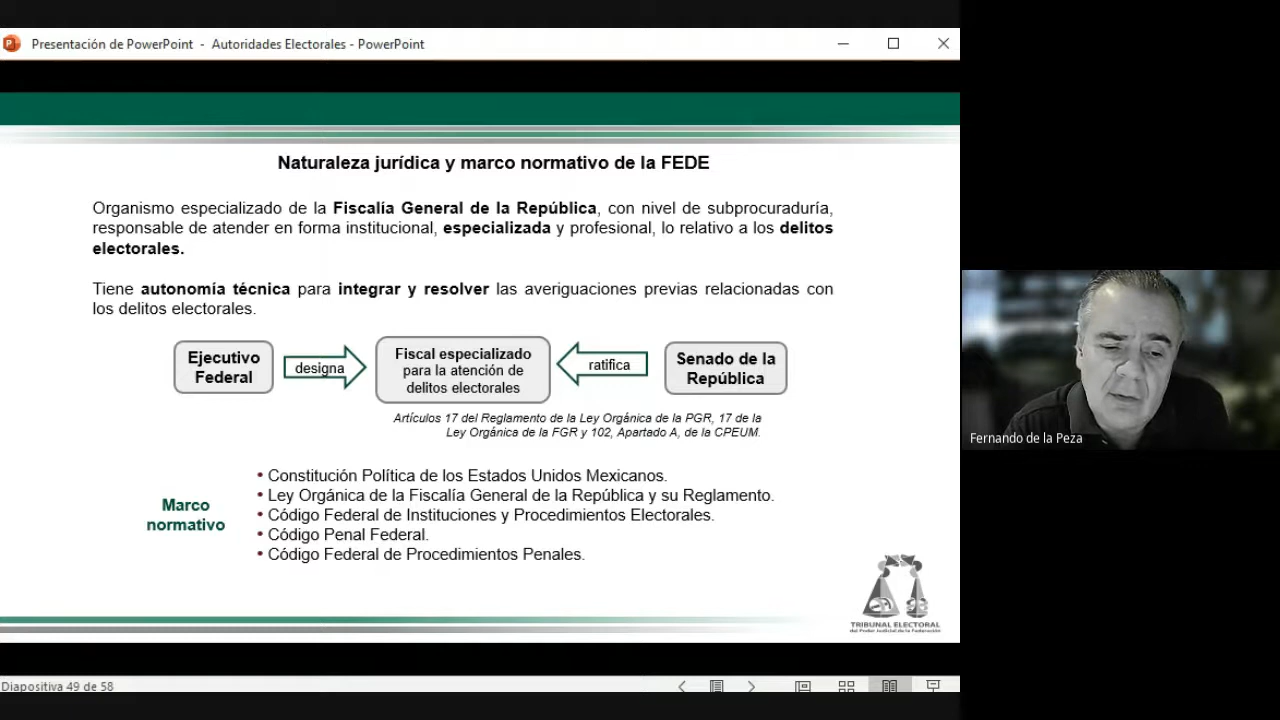 Presentación de PowerPoint - Autoridades Electorales - PowerPoint
Naturaleza jurídica y marco normativo de la FEDE
Organismo especializado de la Fiscalía General de la República, con nivel de subprocuraduría,
responsable de atender en forma institucional, especializada y profesional, lo relativo a los delitos
electorales.
Tiene autonomía técnica para integrar y resolver las averiguaciones previas relacionadas con
los delitos electorales.
Ejecutivo
Federal
designa
Fiscal especializado
para la atención de
delitos electorales
ratifica
Senado de la
República
Artículos 17 del Reglamento de la Ley Orgánica de la PGR, 17 de la
Ley Orgánica de la FGR y 102, Apartado A, de la CPEUM.
Marco
normativo
• Constitución Política de los Estados Unidos Mexicanos.
• Ley Orgánica de la Fiscalía General de la República y su Reglamento.
• Código Federal de Instituciones y Procedimientos Electorales.
• Código Penal Federal.
• Código Federal de Procedimientos Penales.
TRIBUNAL ELECTORAL
del Poder Judicial de la Federación
Diapositiva 49 de 58
Fernando de la Peza